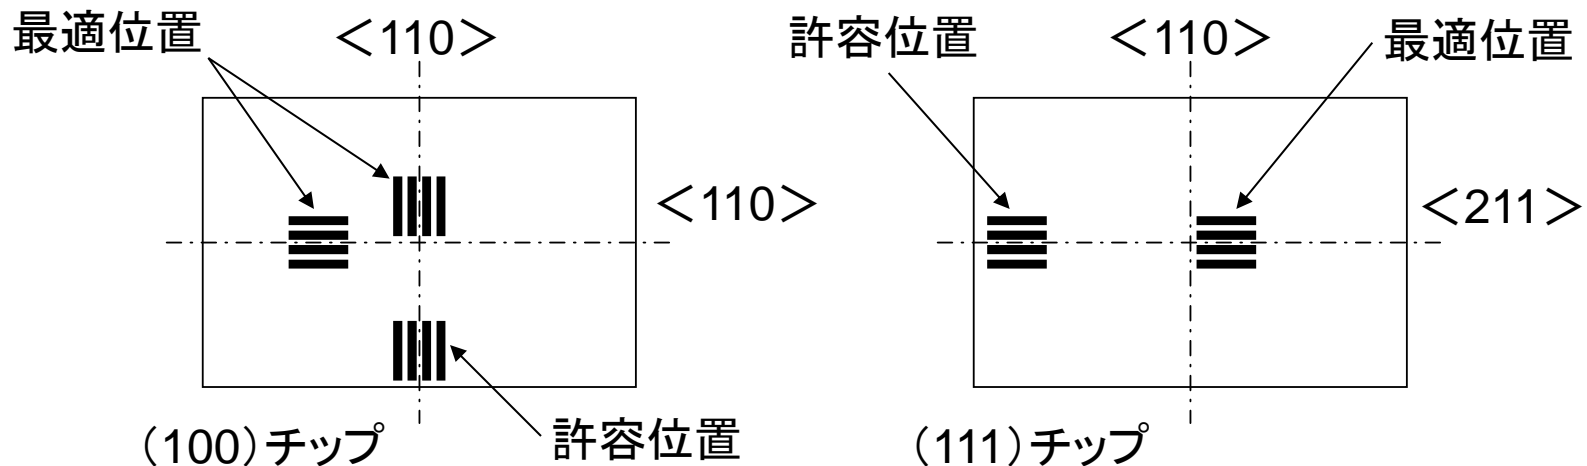 最適位置
＜110＞
＜110＞
許容位置
（100）チップ
許容位置
＜110＞
最適位置
＜211＞
（111）チップ